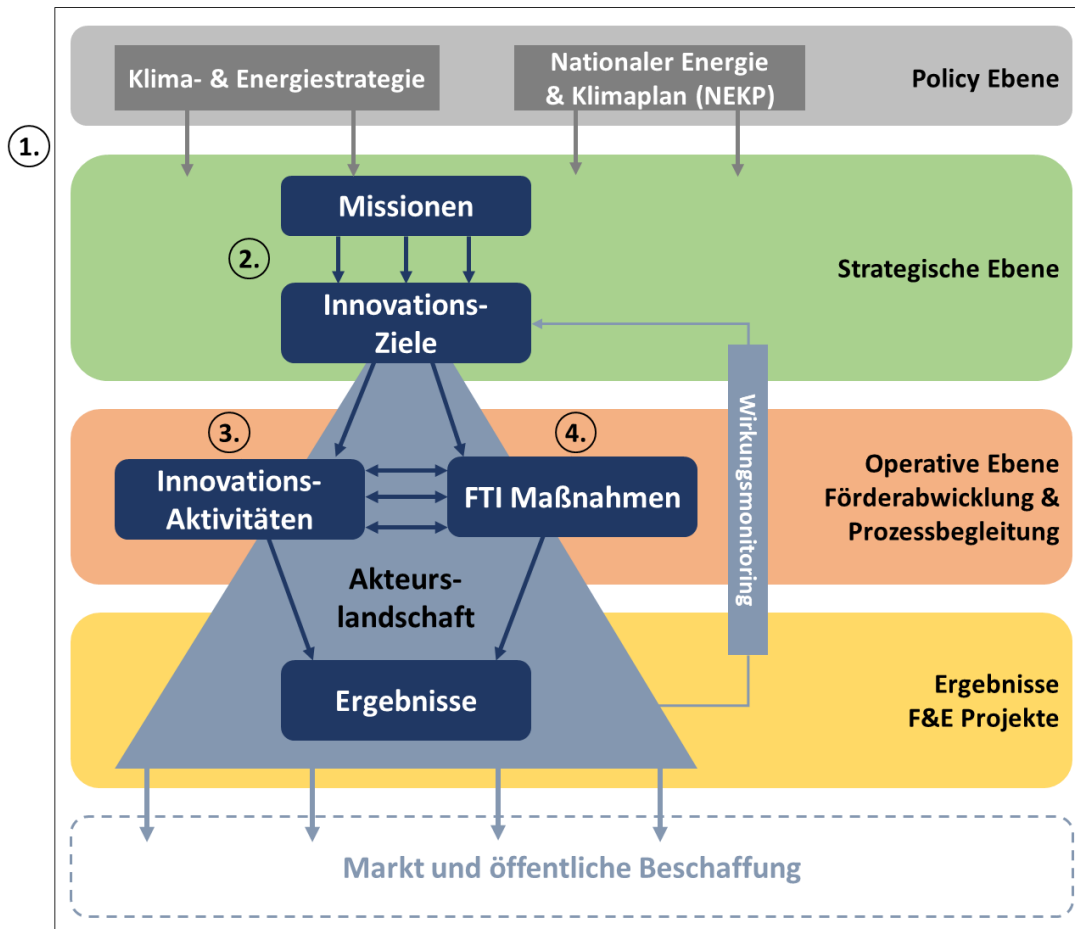 Klima- & Energiestrategie
Nationaler Energie
& Klimaplan (NEKP)
Policy Ebene
1.
Missionen
2.
Strategische Ebene
Innovations-
Ziele
3.
4.
Wirkungsmonitoring
Innovations-
Aktivitäten
FTI Maßnahmen
Operative Ebene
Förderabwicklung &
Prozessbegleitung
Akteurs-
landschaft
Ergebnisse
Ergebnisse
F&E Projekte
Markt und öffentliche Beschaffung